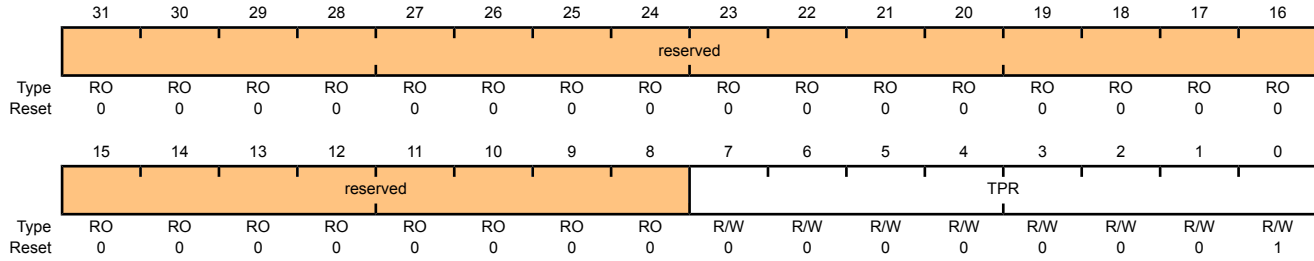 31 30 29 28 27 26 25 24 23 22 21 20 19 18 17 16
reserved
Type RO RO RO RO RO RO RO RO RO RO RO RO RO RO RO RO
Reset 0 0 0 0 0 0 0 0 0 0 0 0 0 0 0 0
15 14 13 12 11 10 9 8 7 6 5 4 3 2 1 0
reserved TPR
Type RO RO RO RO RO RO RO RO R/W R/W R/W R/W R/W R/W R/W R/W
Reset 0 0 0 0 0 0 0 0 0 0 0 0 0 0 0 1